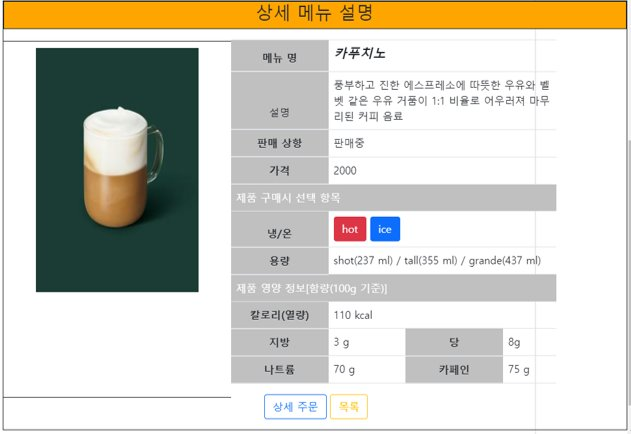 상세 메뉴 설명
메뉴 명 카푸치노
풍부하고 진한 에스프레소에 따뜻한 우유와 벨
벳 같은 우유 거품이 1:1 비율로 어우러져 마무
설명 리된 커피 음료
판매 상항 판매중
가격 2000
제품 구매시 선택 항목
냉/온 hot ice
용량 shot(237 ml) / tall(355 ml) / grande(437 ml)
제품 영양 정보[함량(100g 기준)]
칼로리(열량) 110 kcal
지방 3 g 당 8g
나트륨 70 g 카페인 75 g
상세 주문 목록